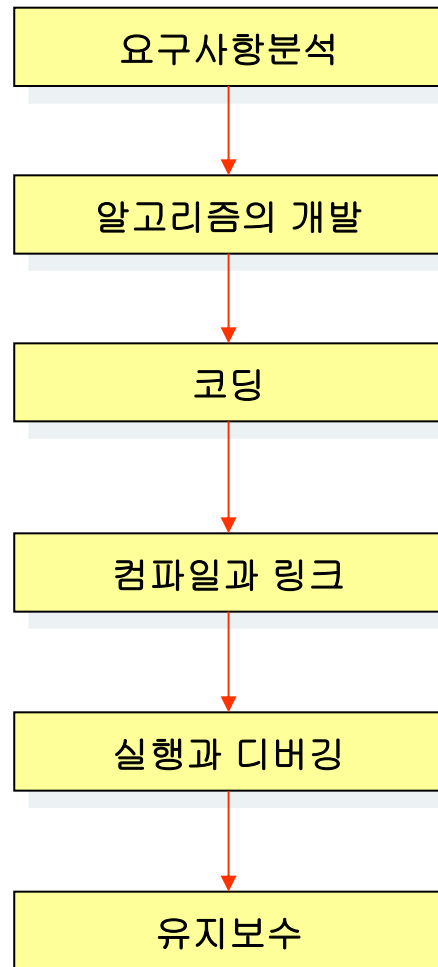 요구사항분석
알고리즘의 개발
코딩
컴파일과 링크
실행과 디버깅
유지보수